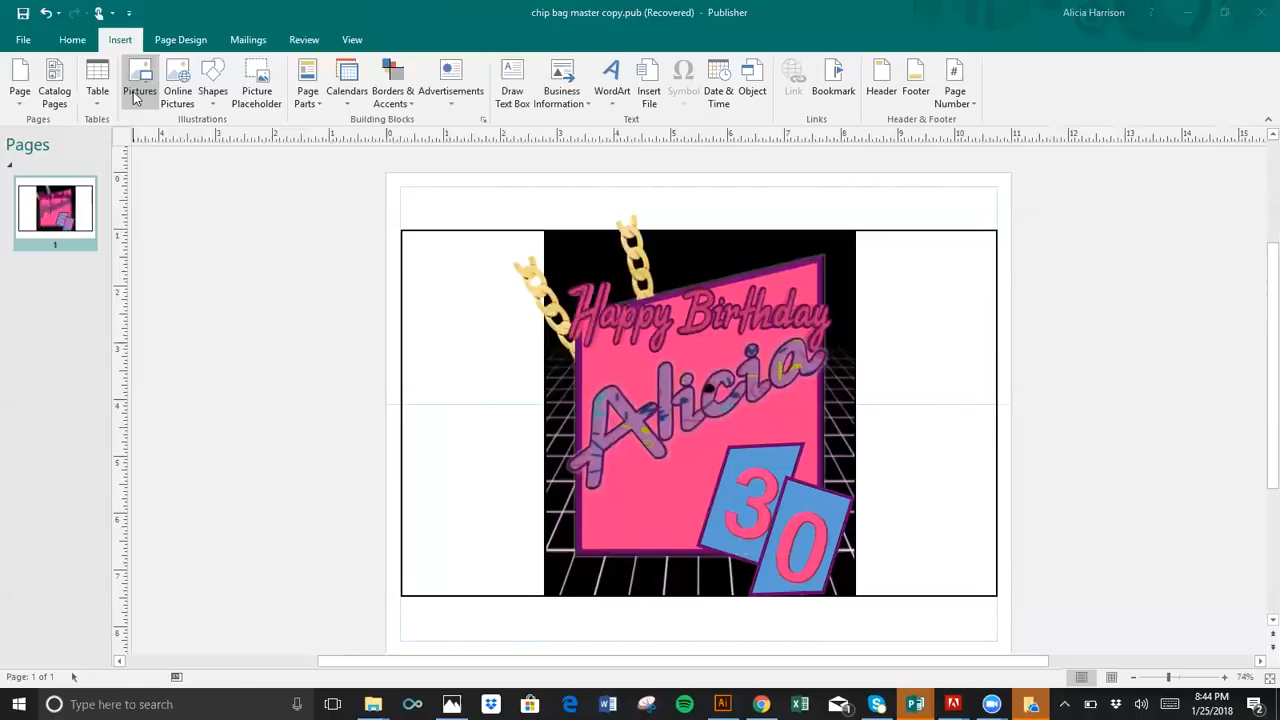 chip bag master copy.pub (Recovered) - Publisher
Alicia Harrison
?
File Home Insert Page Design Mailings Review View
Page
Catalog Pages
Table
Pictures
Online Pictures
Shapes
Picture Placeholder
Page Parts
Calendars
Borders & Accents
Advertisements
Draw Text Box
Business Information
WordArt
Insert File
Symbol
Date & Time
Object
Link
Bookmark
Header
Footer
Page Number
Pages Tables Illustrations Building Blocks Text Links Header & Footer
Pages
1
Happy Birthday
Alicia
30
Page: 1 of 1
74%
Type here to search
8:44 PM
1/25/2018